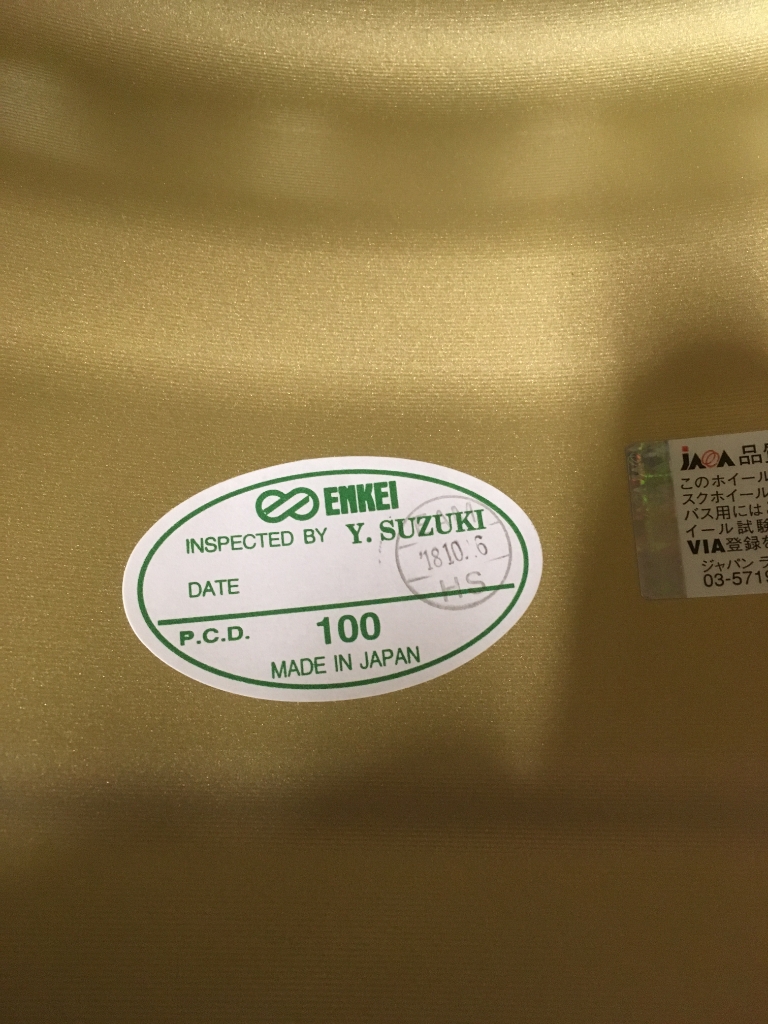 ENKEI
INSPECTED BY Y. SUZUKI
'18.10.-6
DATE
HS
P.C.D. 100
MADE IN JAPAN
JAWA 品質
このホイール
スクホイール
バス用には
イール試験
VIA登録を
ジャパン ラ
03-5719